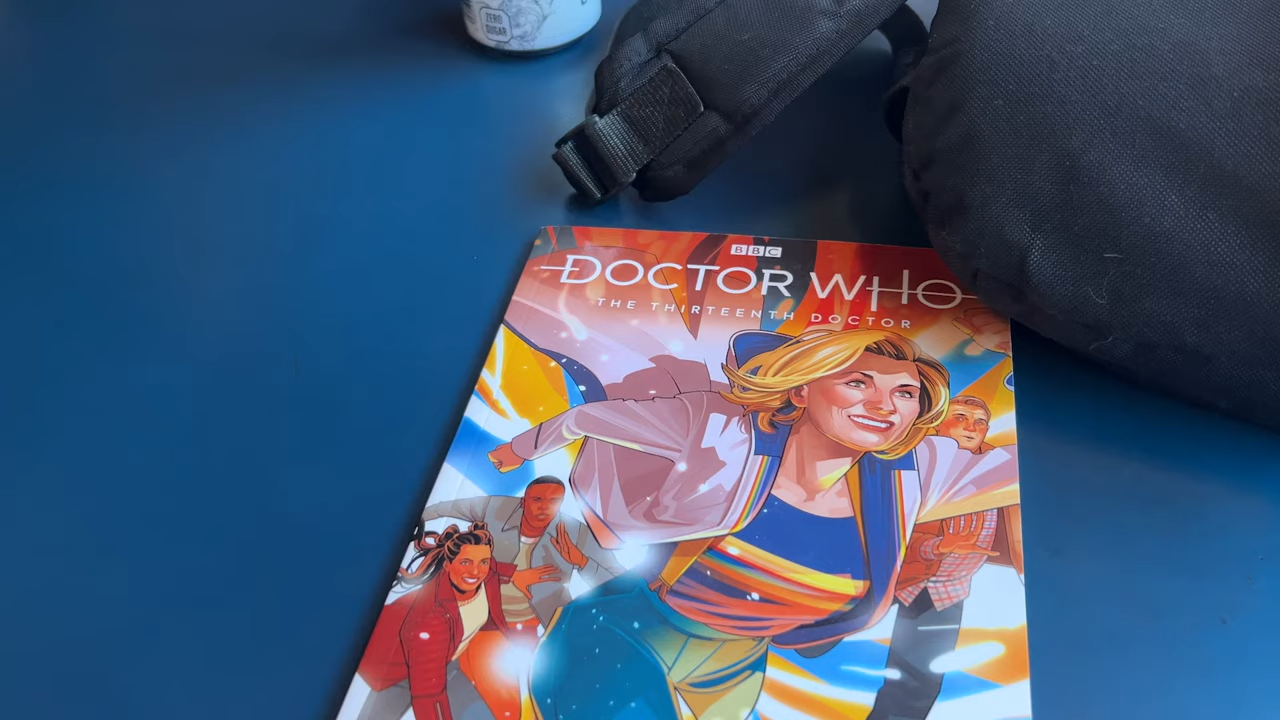 ZERO
SUGAR
BBC
DOCTOR WHO
THE THIRTEENTH DOCTOR